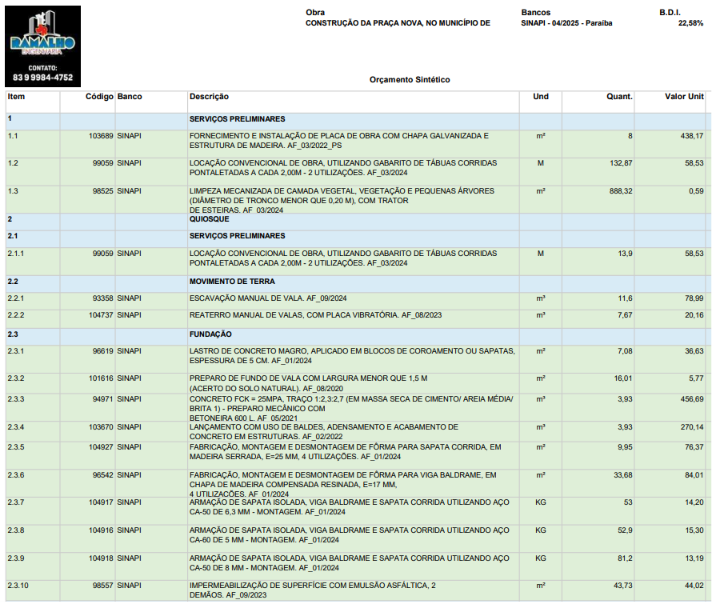 RAMALHO
ENGENHARIA
CONTATO:
83 9 9984-4752
Obra
CONSTRUÇÃO DA PRAÇA NOVA, NO MUNICÍPIO DE
Bancos
SINAPI - 04/2025 - Paraíba
B.D.I.
22,58%
Orçamento Sintético
Item Código Banco Descrição Und Quant. Valor Unit
1 SERVIÇOS PRELIMINARES
1.1 103689 SINAPI FORNECIMENTO E INSTALAÇÃO DE PLACA DE OBRA COM CHAPA GALVANIZADA E m² 8 438,17
ESTRUTURA DE MADEIRA. AF_03/2022_PS
1.2 99059 SINAPI LOCAÇÃO CONVENCIONAL DE OBRA, UTILIZANDO GABARITO DE TÁBUAS CORRIDAS M 132,87 58,53
PONTALETADAS A CADA 2,00M - 2 UTILIZAÇÕES. AF_03/2024
1.3 98525 SINAPI LIMPEZA MECANIZADA DE CAMADA VEGETAL, VEGETAÇÃO E PEQUENAS ÁRVORES m² 888,32 0,59
(DIÂMETRO DE TRONCO MENOR QUE 0,20 M), COM TRATOR
DE ESTEIRAS. AF_03/2024
2 QUIOSQUE
2.1 SERVIÇOS PRELIMINARES
2.1.1 99059 SINAPI LOCAÇÃO CONVENCIONAL DE OBRA, UTILIZANDO GABARITO DE TÁBUAS CORRIDAS M 13,9 58,53
PONTALETADAS A CADA 2,00M - 2 UTILIZAÇÕES. AF_03/2024
2.2 MOVIMENTO DE TERRA
2.2.1 93358 SINAPI ESCAVAÇÃO MANUAL DE VALA. AF_09/2024 m³ 11,6 78,99
2.2.2 104737 SINAPI REATERRO MANUAL DE VALAS, COM PLACA VIBRATÓRIA. AF_08/2023 m³ 7,67 20,16
2.3 FUNDAÇÃO
2.3.1 96619 SINAPI LASTRO DE CONCRETO MAGRO, APLICADO EM BLOCOS DE COROAMENTO OU SAPATAS, m² 7,08 36,63
ESPESSURA DE 5 CM. AF_01/2024
2.3.2 101616 SINAPI PREPARO DE FUNDO DE VALA COM LARGURA MENOR QUE 1,5 M m² 16,01 5,77
(ACERTO DO SOLO NATURAL). AF_08/2020
2.3.3 94971 SINAPI CONCRETO FCK = 25MPA, TRAÇO 1:2,3:2,7 (EM MASSA SECA DE CIMENTO/ AREIA MÉDIA/ m³ 3,93 456,69
BRITA 1) - PREPARO MECÂNICO COM
BETONEIRA 600 L. AF_05/2021
2.3.4 103670 SINAPI LANÇAMENTO COM USO DE BALDES, ADENSAMENTO E ACABAMENTO DE m³ 3,93 270,14
CONCRETO EM ESTRUTURAS. AF_02/2022
2.3.5 104927 SINAPI FABRICAÇÃO, MONTAGEM E DESMONTAGEM DE FÔRMA PARA SAPATA CORRIDA, EM m² 9,95 76,37
MADEIRA SERRADA, E=25 MM, 4 UTILIZAÇÕES. AF_01/2024
2.3.6 96542 SINAPI FABRICAÇÃO, MONTAGEM E DESMONTAGEM DE FÔRMA PARA VIGA BALDRAME, EM m² 33,68 84,01
CHAPA DE MADEIRA COMPENSADA RESINADA, E=17 MM,
4 UTILIZAÇÕES. AF_01/2024
2.3.7 104917 SINAPI ARMAÇÃO DE SAPATA ISOLADA, VIGA BALDRAME E SAPATA CORRIDA UTILIZANDO AÇO KG 53 14,20
CA-50 DE 6,3 MM - MONTAGEM. AF_01/2024
2.3.8 104916 SINAPI ARMAÇÃO DE SAPATA ISOLADA, VIGA BALDRAME E SAPATA CORRIDA UTILIZANDO AÇO KG 52,9 15,30
CA-60 DE 5 MM - MONTAGEM. AF_01/2024
2.3.9 104918 SINAPI ARMAÇÃO DE SAPATA ISOLADA, VIGA BALDRAME E SAPATA CORRIDA UTILIZANDO AÇO KG 81,2 13,19
CA-50 DE 8 MM - MONTAGEM. AF_01/2024
2.3.10 98557 SINAPI IMPERMEABILIZAÇÃO DE SUPERFÍCIE COM EMULSÃO ASFÁLTICA, 2 m² 43,73 44,02
DEMÃOS. AF_09/2023